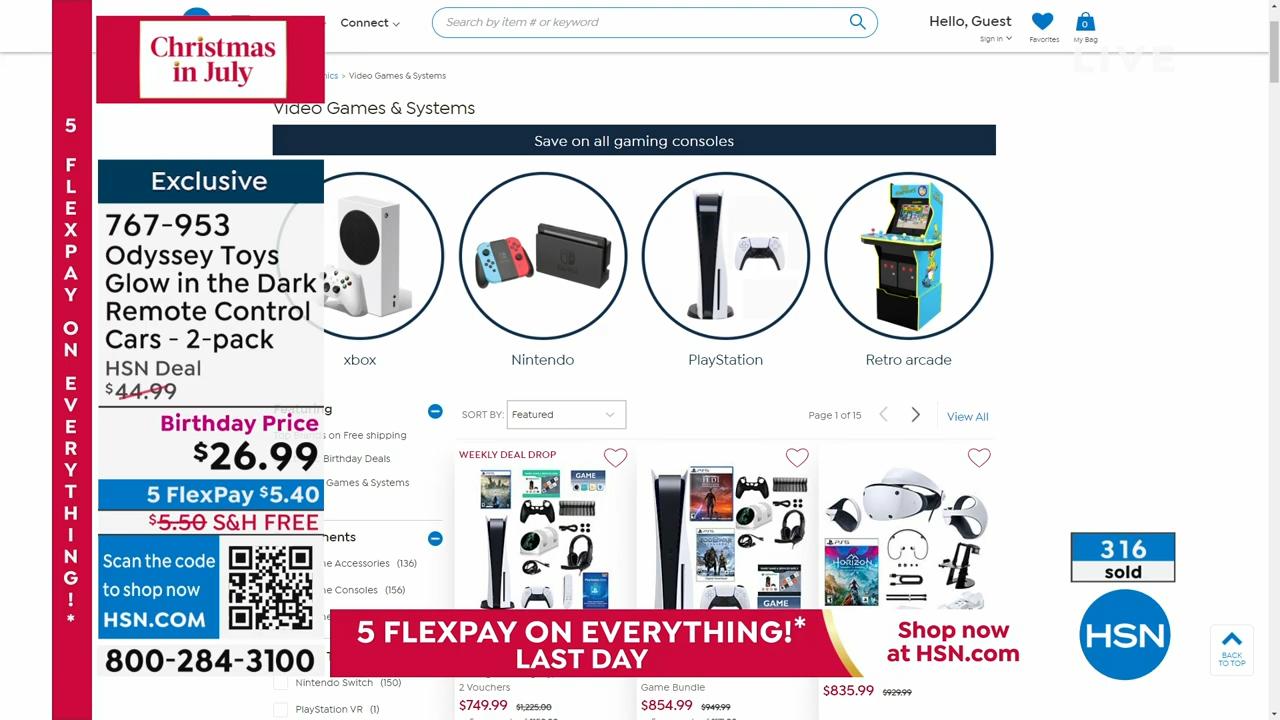 Connect
Search by item # or keyword
Hello, Guest
Sign In
Favorites
0
My Bag
LIVE
Christmas
in July
Video Games & Systems
Video Games & Systems
Save on all gaming consoles
5 FLEXPAY ON EVERYTHING!*
Exclusive
767-953
Odyssey Toys
Glow in the Dark
Remote Control
Cars - 2-pack
HSN Deal
$44.99
Birthday Price
$26.99
5 FlexPay $5.40
$5.50 S&H FREE
Scan the code
to shop now
HSN.COM
800-284-3100
xbox
Nintendo
PlayStation
Retro arcade
Featuring
on Free shipping
Birthday Deals
Games & Systems
Accessories (136)
Consoles (156)
Nintendo Switch (150)
PlayStation VR (1)
SORT BY: Featured
Page 1 of 15
View All
WEEKLY DEAL DROP
GAME
JEDI
HORIZON
GAME
2 Vouchers
$749.99 $1,225.00
Game Bundle
$854.99 $949.99
$835.99 $929.99
5 FLEXPAY ON EVERYTHING!*
LAST DAY
Shop now
at HSN.com
316
sold
HSN
BACK
TO TOP